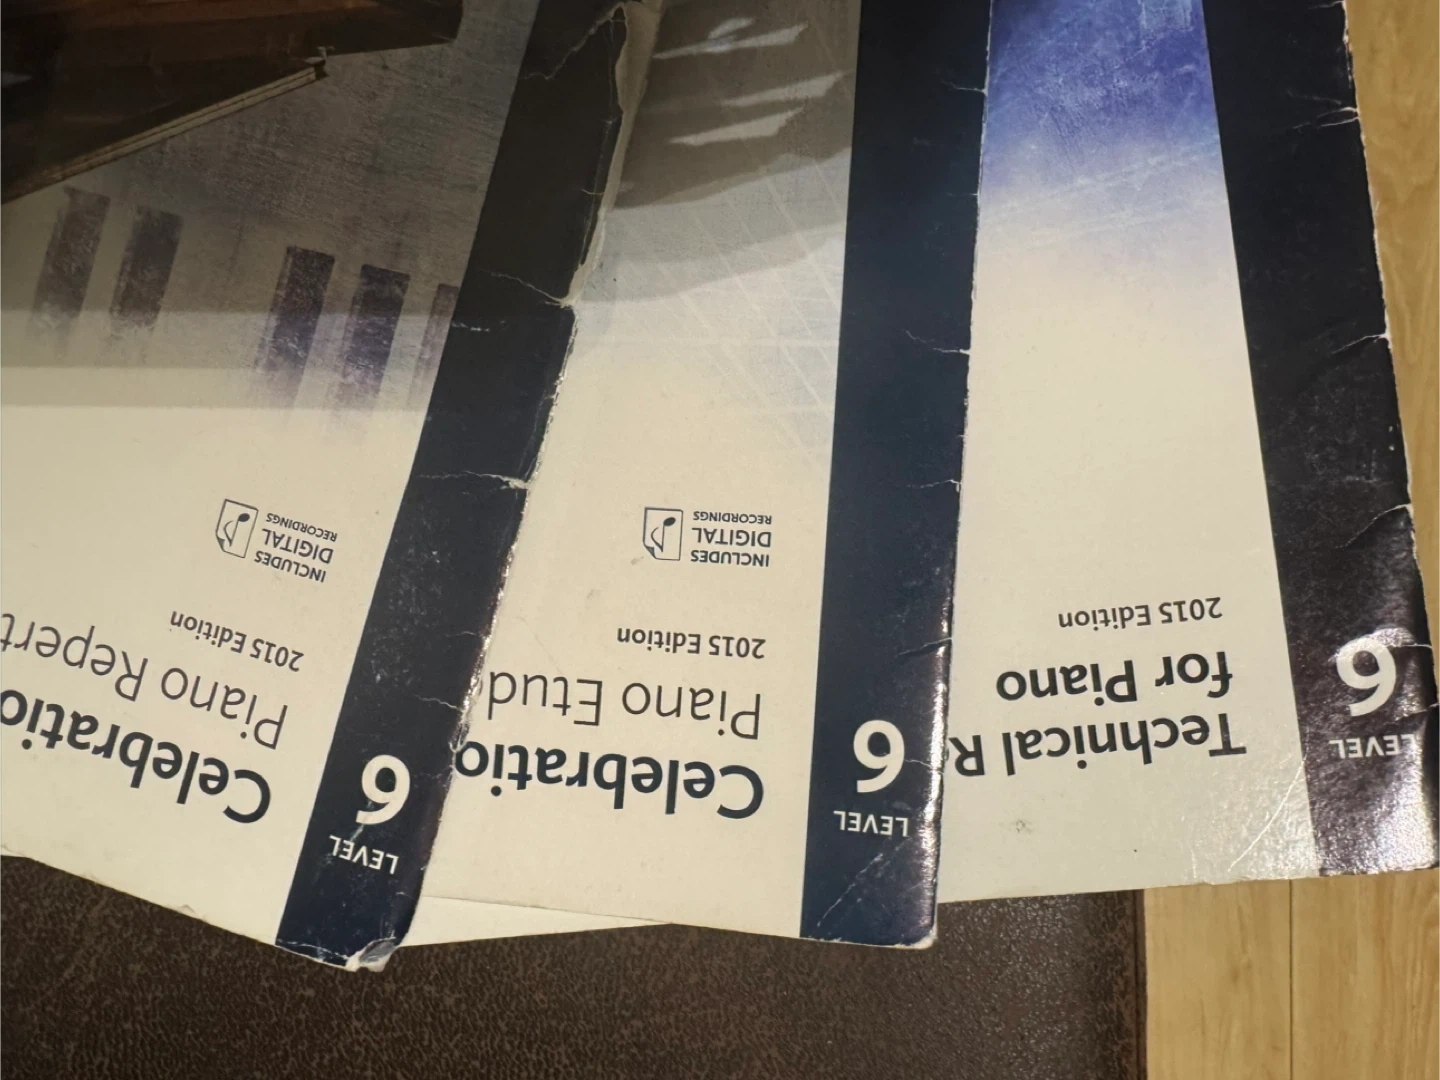 Celebratio
Piano Repert
2015 Edition
INCLUDES
DIGITAL
RECORDINGS
LEVEL
6
Celebratio
Piano Etud
2015 Edition
INCLUDES
DIGITAL
RECORDINGS
LEVEL
6
Technical R
for Piano
2015 Edition
LEVEL
6